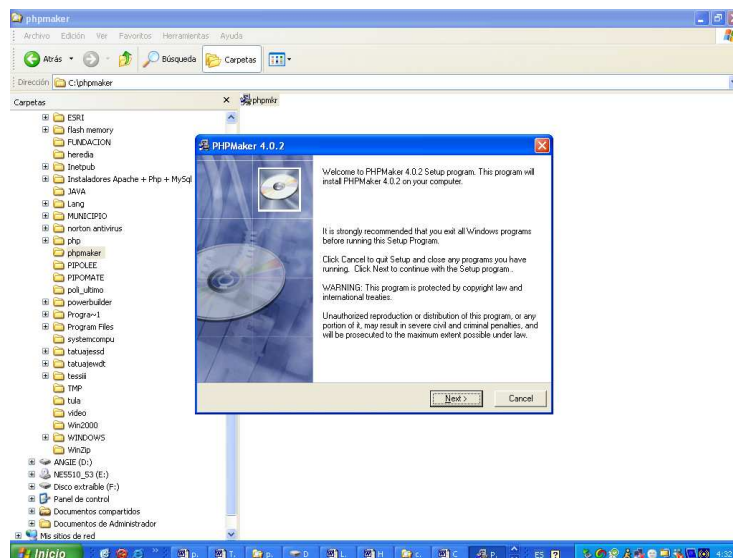 phpmaker
Archivo Edición Ver Favoritos Herramientas Ayuda
Atrás Búsqueda Carpetas
Dirección C:\phpmaker
Carpetas
phpmkr
ESRI
flash memory
FUNDACION
heredia
Inetpub
Instaladores Apache + Php + MySql
JAVA
Lang
MUNICIPIO
norton antivirus
php
phpmaker
PIPOLEE
PIPOMATE
poli_ultimo
powerbuilder
Progra~1
Program Files
systemcompu
tatuajessd
tatuajewdt
tessiii
TMP
tula
video
Win2000
WINDOWS
WinZip
ANGIE (D:)
NE5510_53 (E:)
Disco extraíble (F:)
Panel de control
Documentos compartidos
Documentos de Administrador
Mis sitios de red
PHPMaker 4.0.2
Welcome to PHPMaker 4.0.2 Setup program. This program will
install PHPMaker 4.0.2 on your computer.
It is strongly recommended that you exit all Windows programs
before running this Setup Program.
Click Cancel to quit Setup and close any programs you have
running. Click Next to continue with the Setup program..
WARNING: This program is protected by copyright law and
international treaties.
Unauthorized reproduction or distribution of this program, or any
portion of it, may result in severe civil and criminal penalties, and
will be prosecuted to the maximum extent possible under law.
Next > Cancel
Inicio p. T. p. D L. H c. C P. ES 4:32